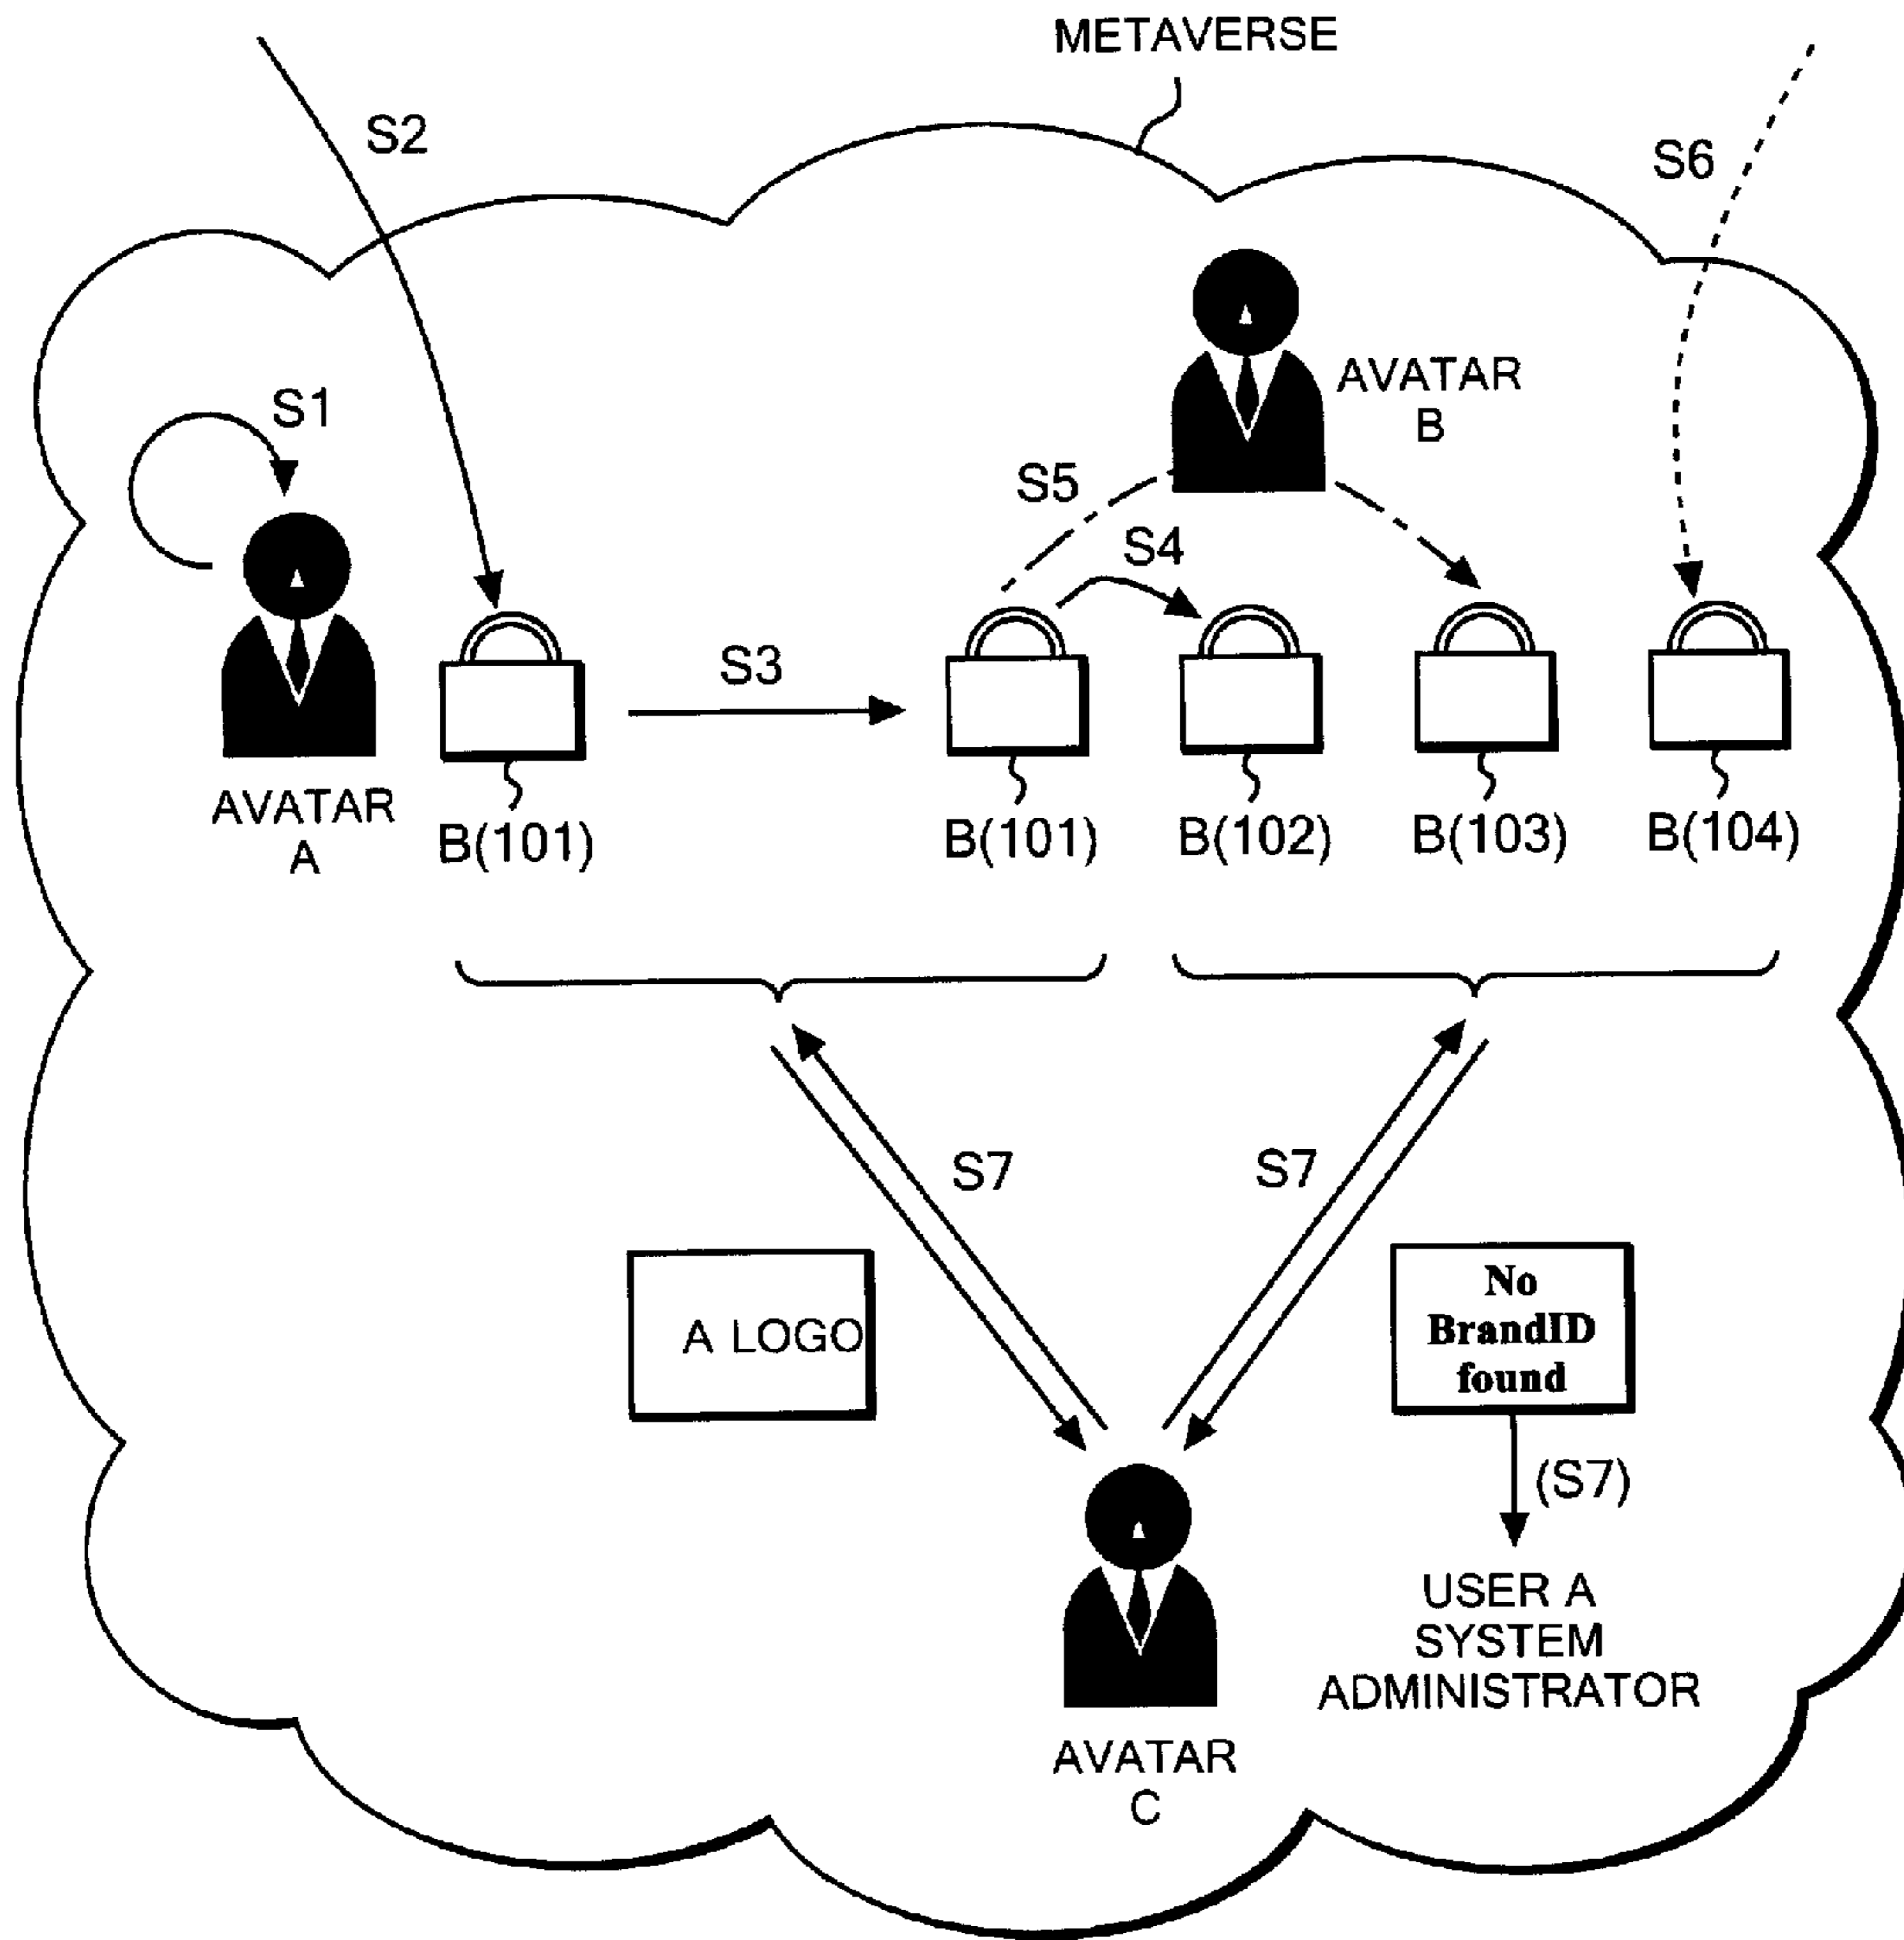 METAVERSE
S2
S6
S1
AVATAR
B
S5
S4
S3
AVATAR
A
B(101)
B(101)
B(102)
B(103)
B(104)
S7
S7
A LOGO
No
BrandID
found
(S7)
USER A
SYSTEM
ADMINISTRATOR
AVATAR
C